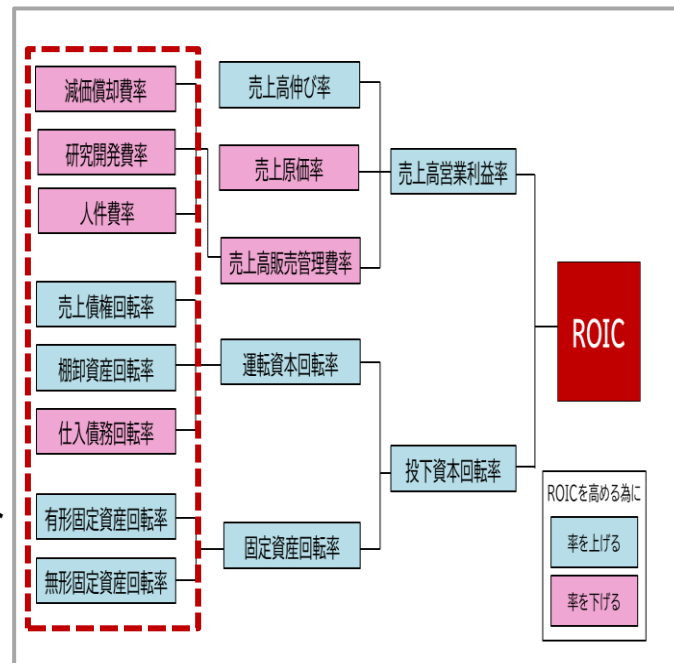 減価償却費率
研究開発費率
人件費率
売上債権回転率
棚卸資産回転率
仕入債務回転率
有形固定資産回転率
無形固定資産回転率
売上高伸び率
売上原価率
売上高販売管理費率
運転資本回転率
固定資産回転率
売上高営業利益率
投下資本回転率
ROIC
ROICを高める為に
率を上げる
率を下げる